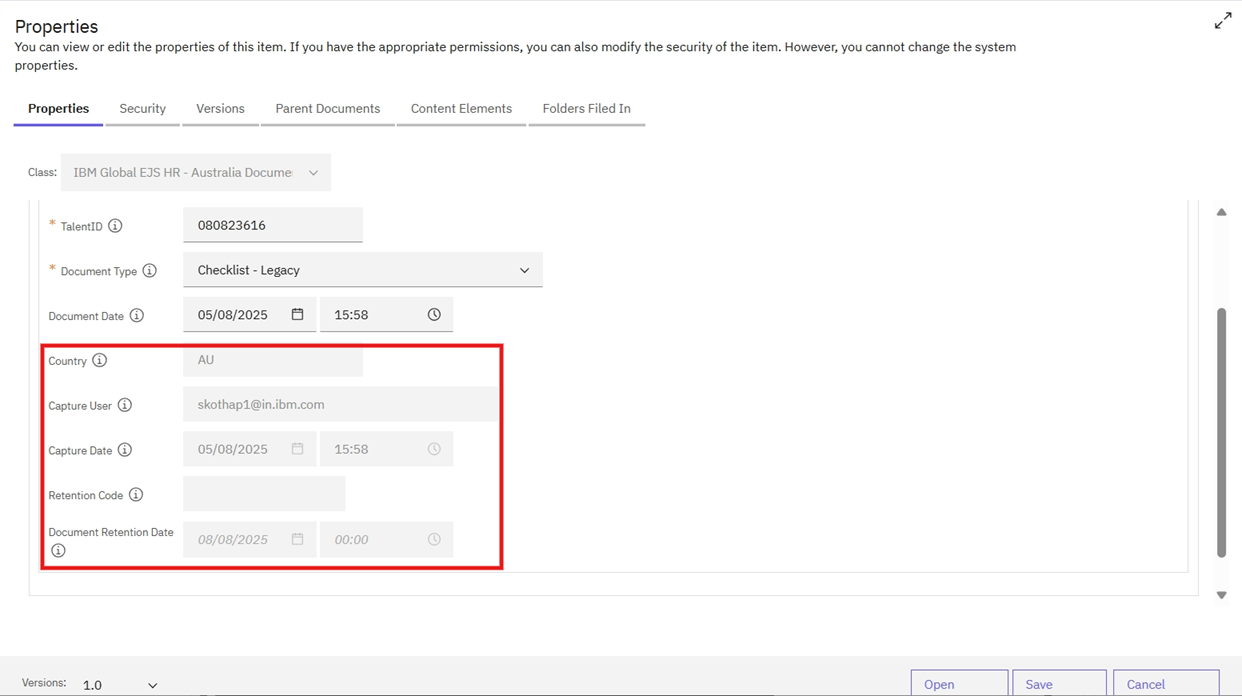 Properties
You can view or edit the properties of this item. If you have the appropriate permissions, you can also modify the security of the item. However, you cannot change the system
properties.
Properties Security Versions Parent Documents Content Elements Folders Filed In
Class: IBM Global EJS HR - Australia Docume
* TalentID 080823616
* Document Type Checklist - Legacy
Document Date 05/08/2025 15:58
Country AU
Capture User skothap1@in.ibm.com
Capture Date 05/08/2025 15:58
Retention Code
Document Retention Date 08/08/2025 00:00
Versions: 1.0 Open Save Cancel